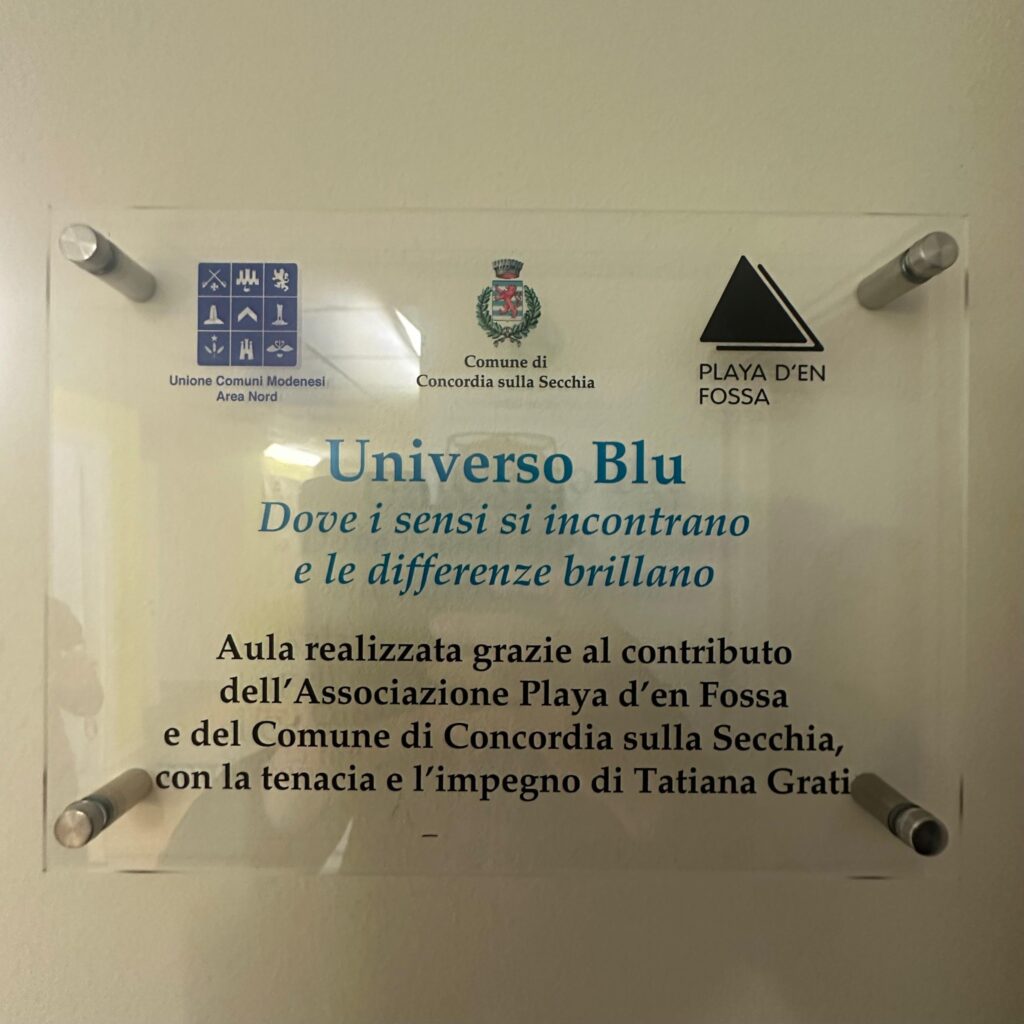 Unione Comuni Modenesi
Area Nord
Comune di
Concordia sulla Secchia
PLAYA D'EN
FOSSA
Universo Blu
Dove i sensi si incontrano
e le differenze brillano
Aula realizzata grazie al contributo
dell'Associazione Playa d'en Fossa
e del Comune di Concordia sulla Secchia,
con la tenacia e l'impegno di Tatiana Grati